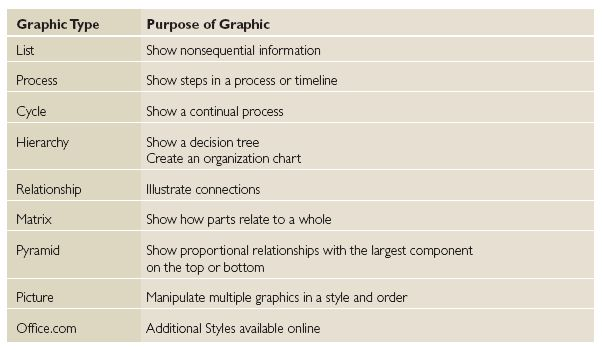 Graphic Type Purpose of Graphic
List Show nonsequential information
Process Show steps in a process or timeline
Cycle Show a continual process
Hierarchy Show a decision tree
Create an organization chart
Relationship Illustrate connections
Matrix Show how parts relate to a whole
Pyramid Show proportional relationships with the largest component
on the top or bottom
Picture Manipulate multiple graphics in a style and order
Office.com Additional Styles available online